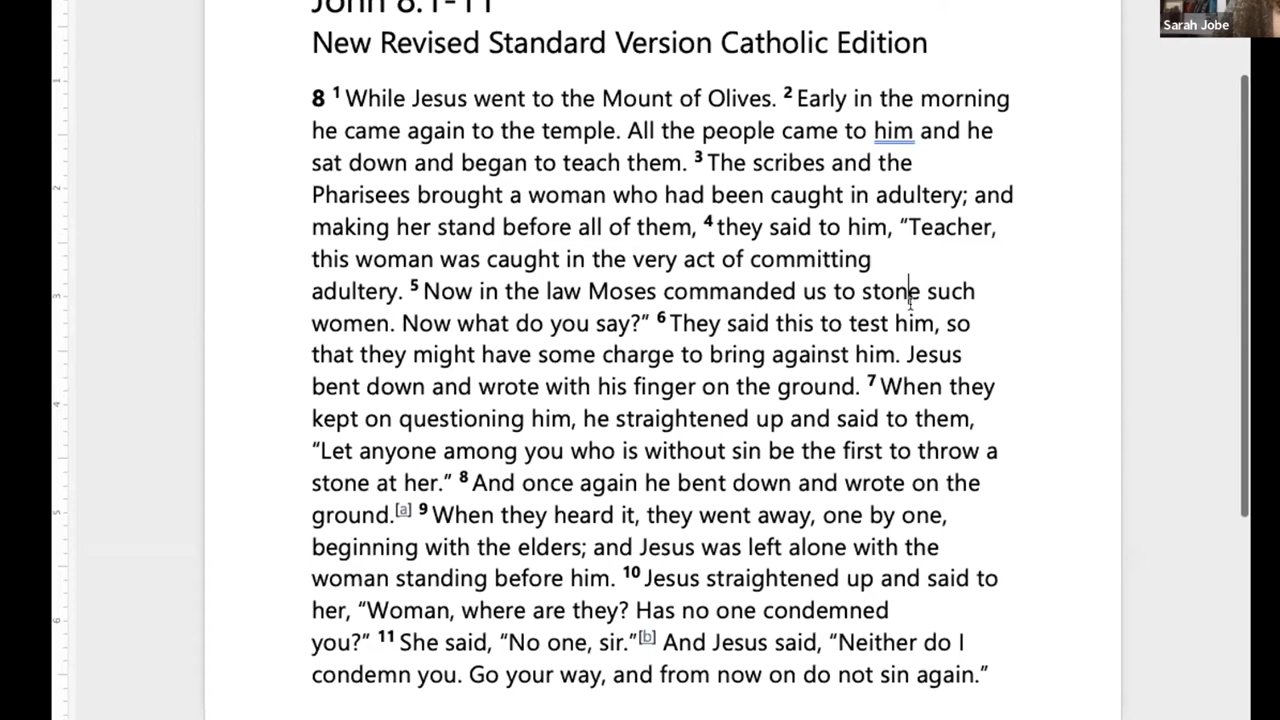 Sarah Jobe
John 8:1-11
New Revised Standard Version Catholic Edition
8 1 While Jesus went to the Mount of Olives. 2 Early in the morning
he came again to the temple. All the people came to him and he
sat down and began to teach them. 3 The scribes and the
Pharisees brought a woman who had been caught in adultery; and
making her stand before all of them, 4 they said to him, “Teacher,
this woman was caught in the very act of committing
adultery. 5 Now in the law Moses commanded us to stone such
women. Now what do you say?” 6 They said this to test him, so
that they might have some charge to bring against him. Jesus
bent down and wrote with his finger on the ground. 7 When they
kept on questioning him, he straightened up and said to them,
“Let anyone among you who is without sin be the first to throw a
stone at her.” 8 And once again he bent down and wrote on the
ground.[a] 9 When they heard it, they went away, one by one,
beginning with the elders; and Jesus was left alone with the
woman standing before him. 10 Jesus straightened up and said to
her, “Woman, where are they? Has no one condemned
you?” 11 She said, “No one, sir.”[b] And Jesus said, “Neither do I
condemn you. Go your way, and from now on do not sin again.”
1
2
3
4
5
6